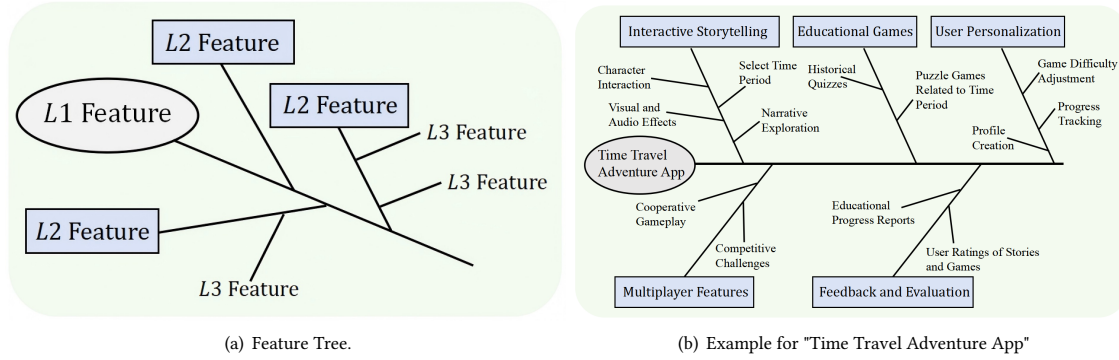 L2 Feature
L1 Feature
L2 Feature
L3 Feature
L3 Feature
L2 Feature
L3 Feature
(a) Feature Tree.
Interactive Storytelling
Educational Games
User Personalization
Character
Interaction
Select Time
Period
Visual and
Audio Effects
Narrative
Exploration
Historical
Quizzes
Puzzle Games
Related to Time
Period
Game Difficulty
Adjustment
Progress
Tracking
Profile
Creation
Time Travel
Adventure App
Cooperative
Gameplay
Competitive
Challenges
Educational
Progress Reports
User Ratings of Stories
and Games
Multiplayer Features
Feedback and Evaluation
(b) Example for "Time Travel Adventure App"